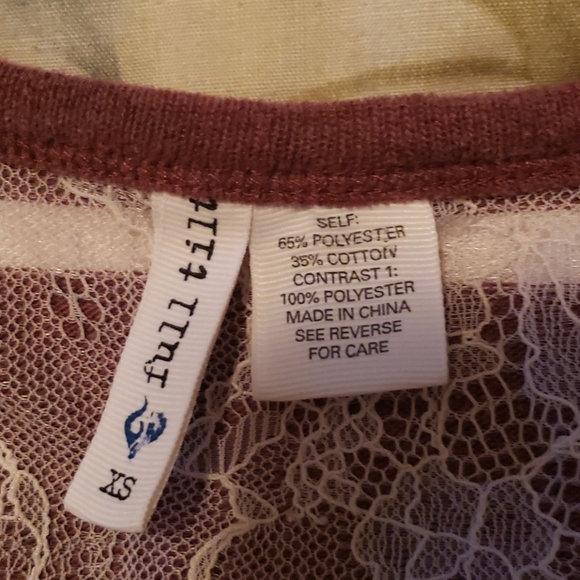 full tilt
XS
SELF:
65% POLYESTER
35% COTTON
CONTRAST 1:
100% POLYESTER
MADE IN CHINA
SEE REVERSE
FOR CARE